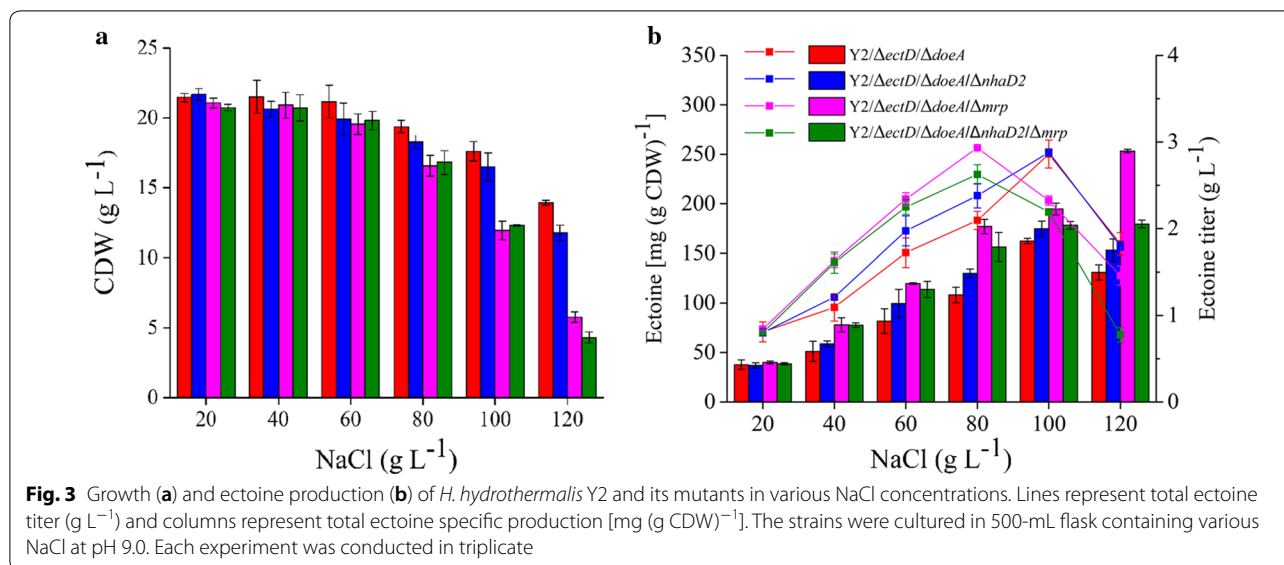 a
CDW (g L-1)
25
20
15
10
5
0
20 40 60 80 100 120
NaCl (g L-1)
b
Ectoine [mg (g CDW)-1]
350
300
250
200
150
100
50
0
Y2/ΔectD/ΔdoeA
Y2/ΔectD/ΔdoeA/ΔnhaD2
Y2/ΔectD/ΔdoeA/Δmrp
Y2/ΔectD/ΔdoeA/ΔnhaD2/Δmrp
4
3
2
1
0
Ectoine titer (g L-1)
20 40 60 80 100 120
NaCl (g L-1)
Fig. 3 Growth (a) and ectoine production (b) of H. hydrothermalis Y2 and its mutants in various NaCl concentrations. Lines represent total ectoine
titer (g L−1) and columns represent total ectoine specific production [mg (g CDW)−1]. The strains were cultured in 500-mL flask containing various
NaCl at pH 9.0. Each experiment was conducted in triplicate